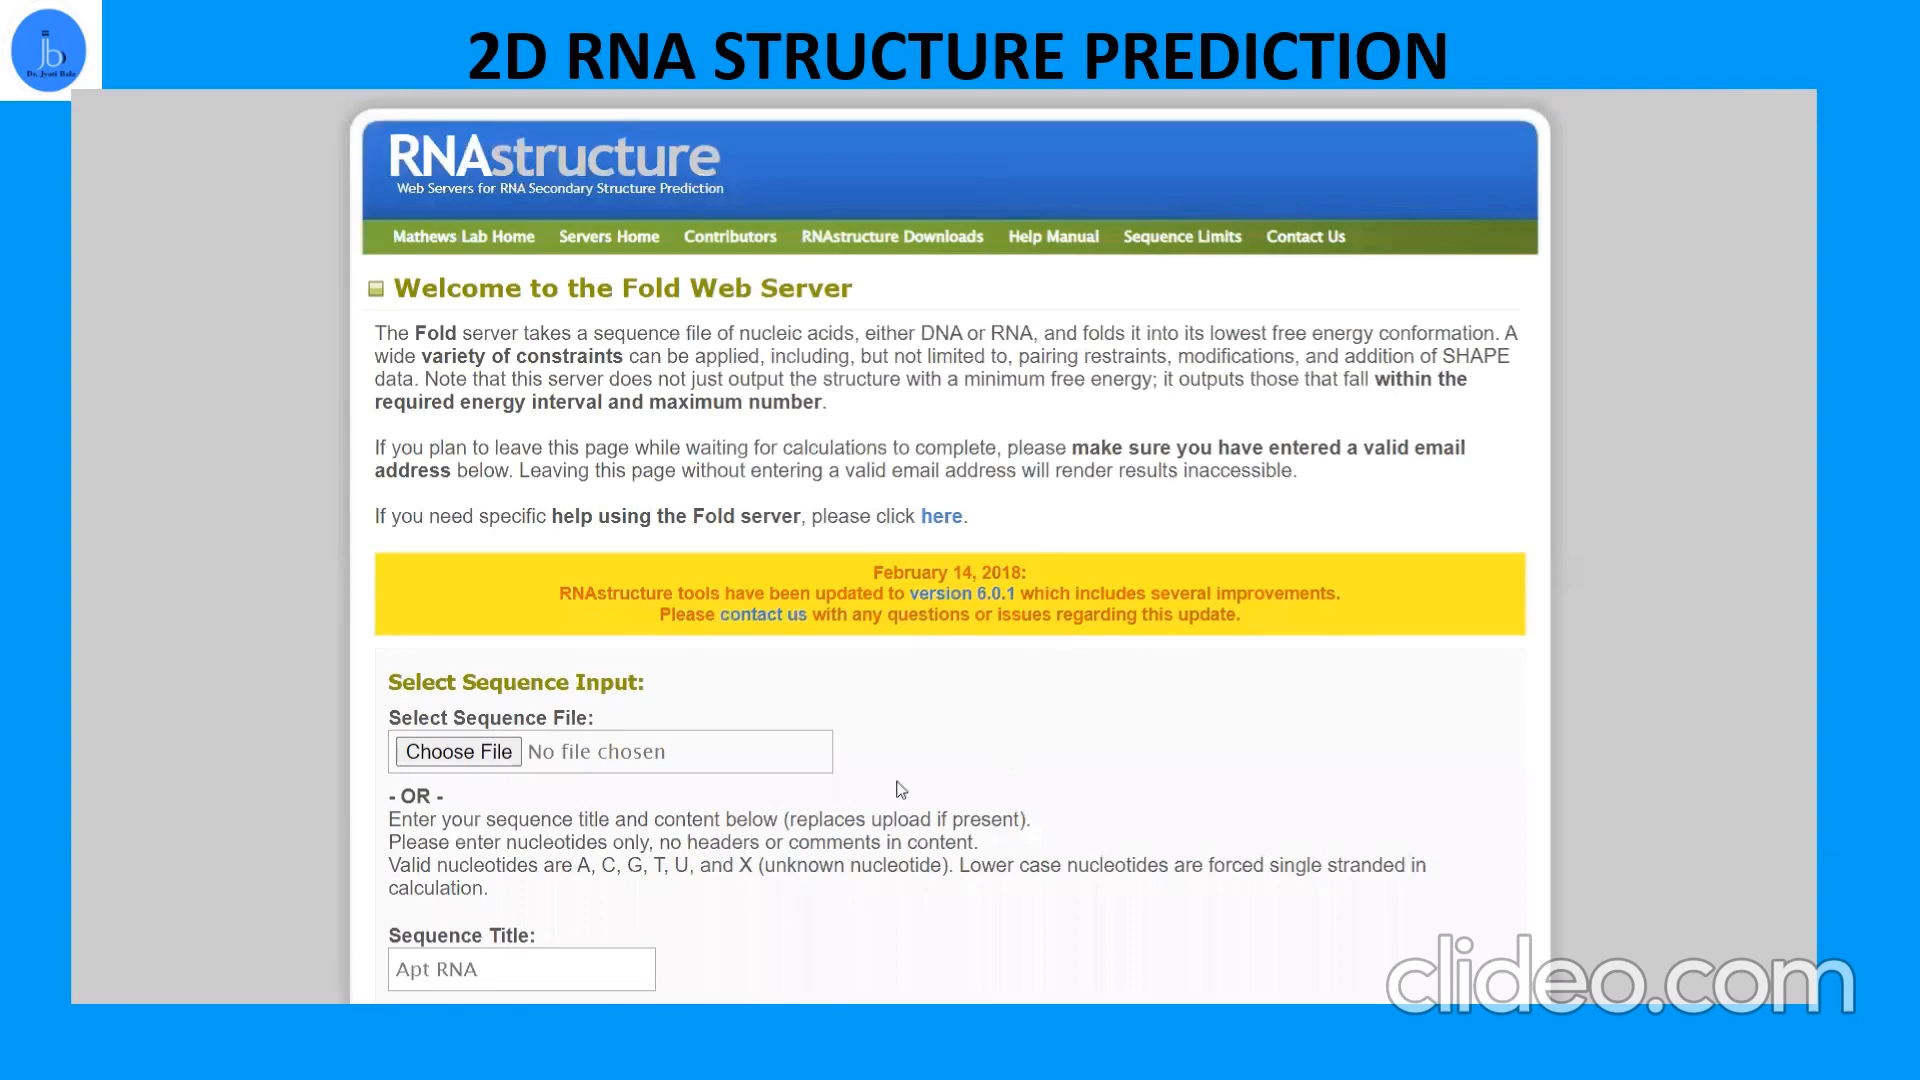 jb
Dr. Jyoti Bala
2D RNA STRUCTURE PREDICTION
RNAstructure
Web Servers for RNA Secondary Structure Prediction
Mathews Lab Home Servers Home Contributors RNAstructure Downloads Help Manual Sequence Limits Contact Us
Welcome to the Fold Web Server
The Fold server takes a sequence file of nucleic acids, either DNA or RNA, and folds it into its lowest free energy conformation. A
wide variety of constraints can be applied, including, but not limited to, pairing restraints, modifications, and addition of SHAPE
data. Note that this server does not just output the structure with a minimum free energy; it outputs those that fall within the
required energy interval and maximum number.
If you plan to leave this page while waiting for calculations to complete, please make sure you have entered a valid email
address below. Leaving this page without entering a valid email address will render results inaccessible.
If you need specific help using the Fold server, please click here.
February 14, 2018:
RNAstructure tools have been updated to version 6.0.1 which includes several improvements.
Please contact us with any questions or issues regarding this update.
Select Sequence Input:
Select Sequence File:
Choose File No file chosen
- OR -
Enter your sequence title and content below (replaces upload if present).
Please enter nucleotides only, no headers or comments in content.
Valid nucleotides are A, C, G, T, U, and X (unknown nucleotide). Lower case nucleotides are forced single stranded in
calculation.
Sequence Title:
Apt RNA
clideo.com